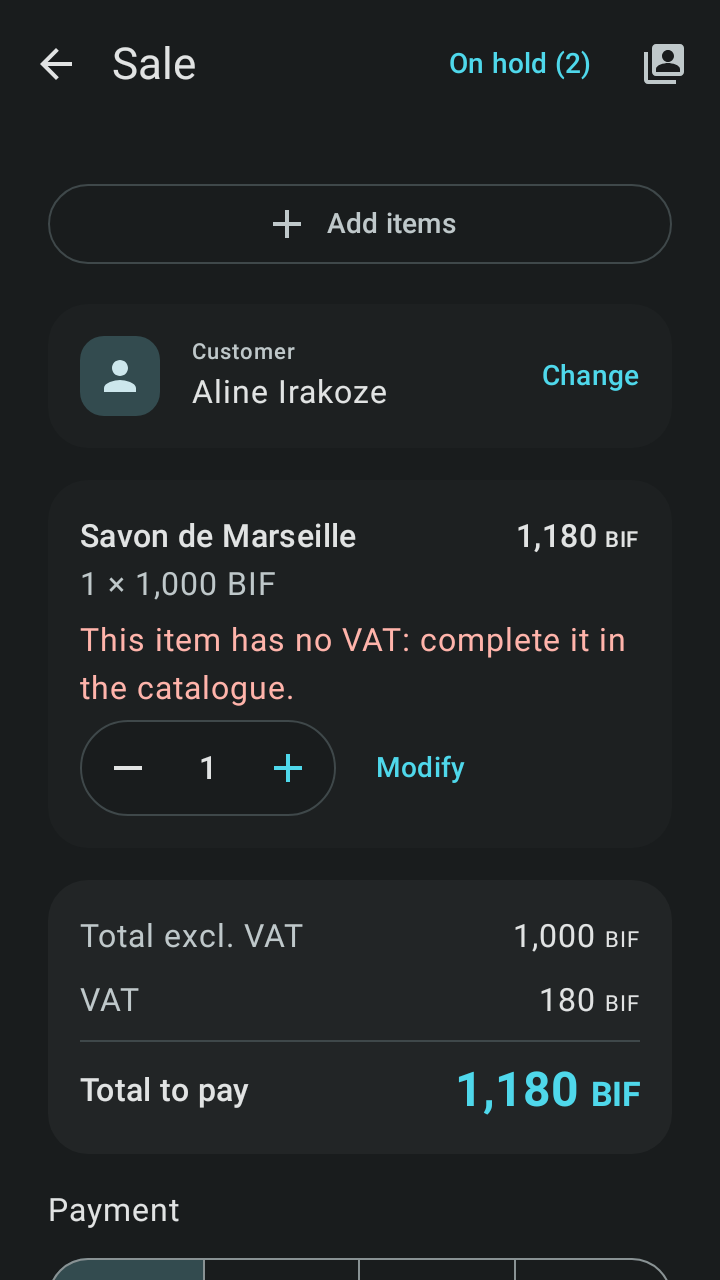 Sale
On hold (2)
Add items
Customer
Aline Irakoze
Change
Savon de Marseille
1,180 BIF
1 × 1,000 BIF
This item has no VAT: complete it in
the catalogue.
1
Modify
Total excl. VAT
1,000 BIF
VAT
180 BIF
Total to pay
1,180 BIF
Payment